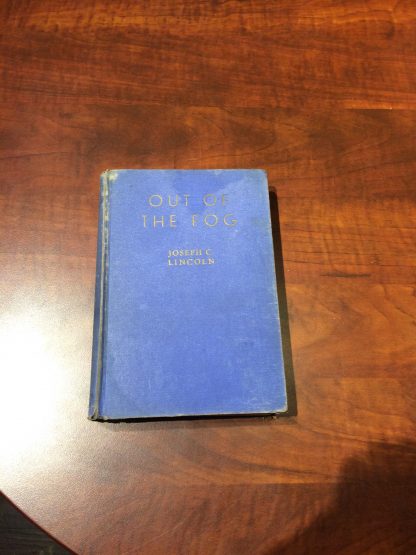 OUT OF
THE FOG
JOSEPH C.
LINCOLN